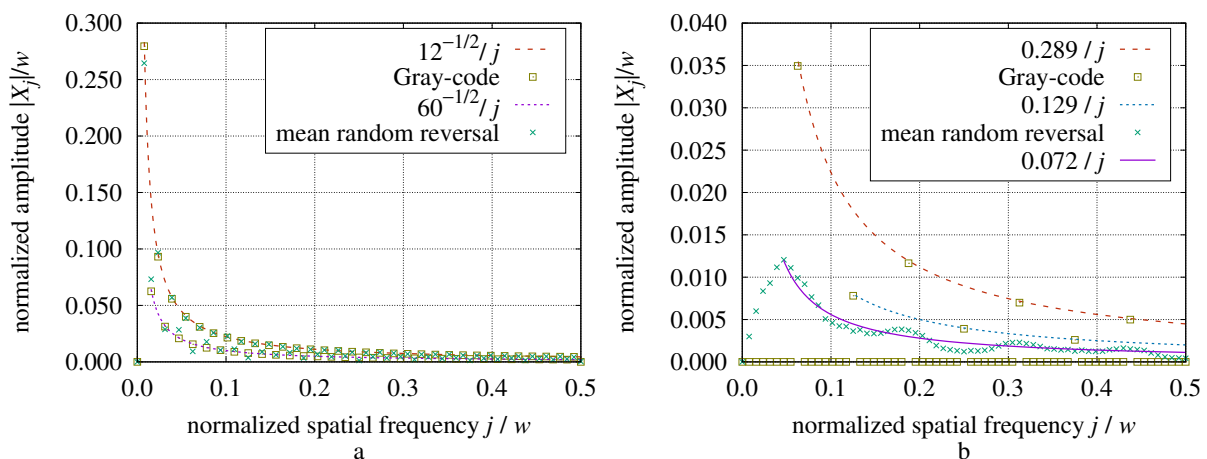 normalized amplitude |X_j|/w
0.300
0.250
0.200
0.150
0.100
0.050
0.000
12^{-1/2}/ j
Gray-code
60^{-1/2}/ j
mean random reversal
0.0 0.1 0.2 0.3 0.4 0.5
normalized spatial frequency j / w
a
normalized amplitude |X_j|/w
0.040
0.035
0.030
0.025
0.020
0.015
0.010
0.005
0.000
0.289 / j
Gray-code
0.129 / j
mean random reversal
0.072 / j
0.0 0.1 0.2 0.3 0.4 0.5
normalized spatial frequency j / w
b